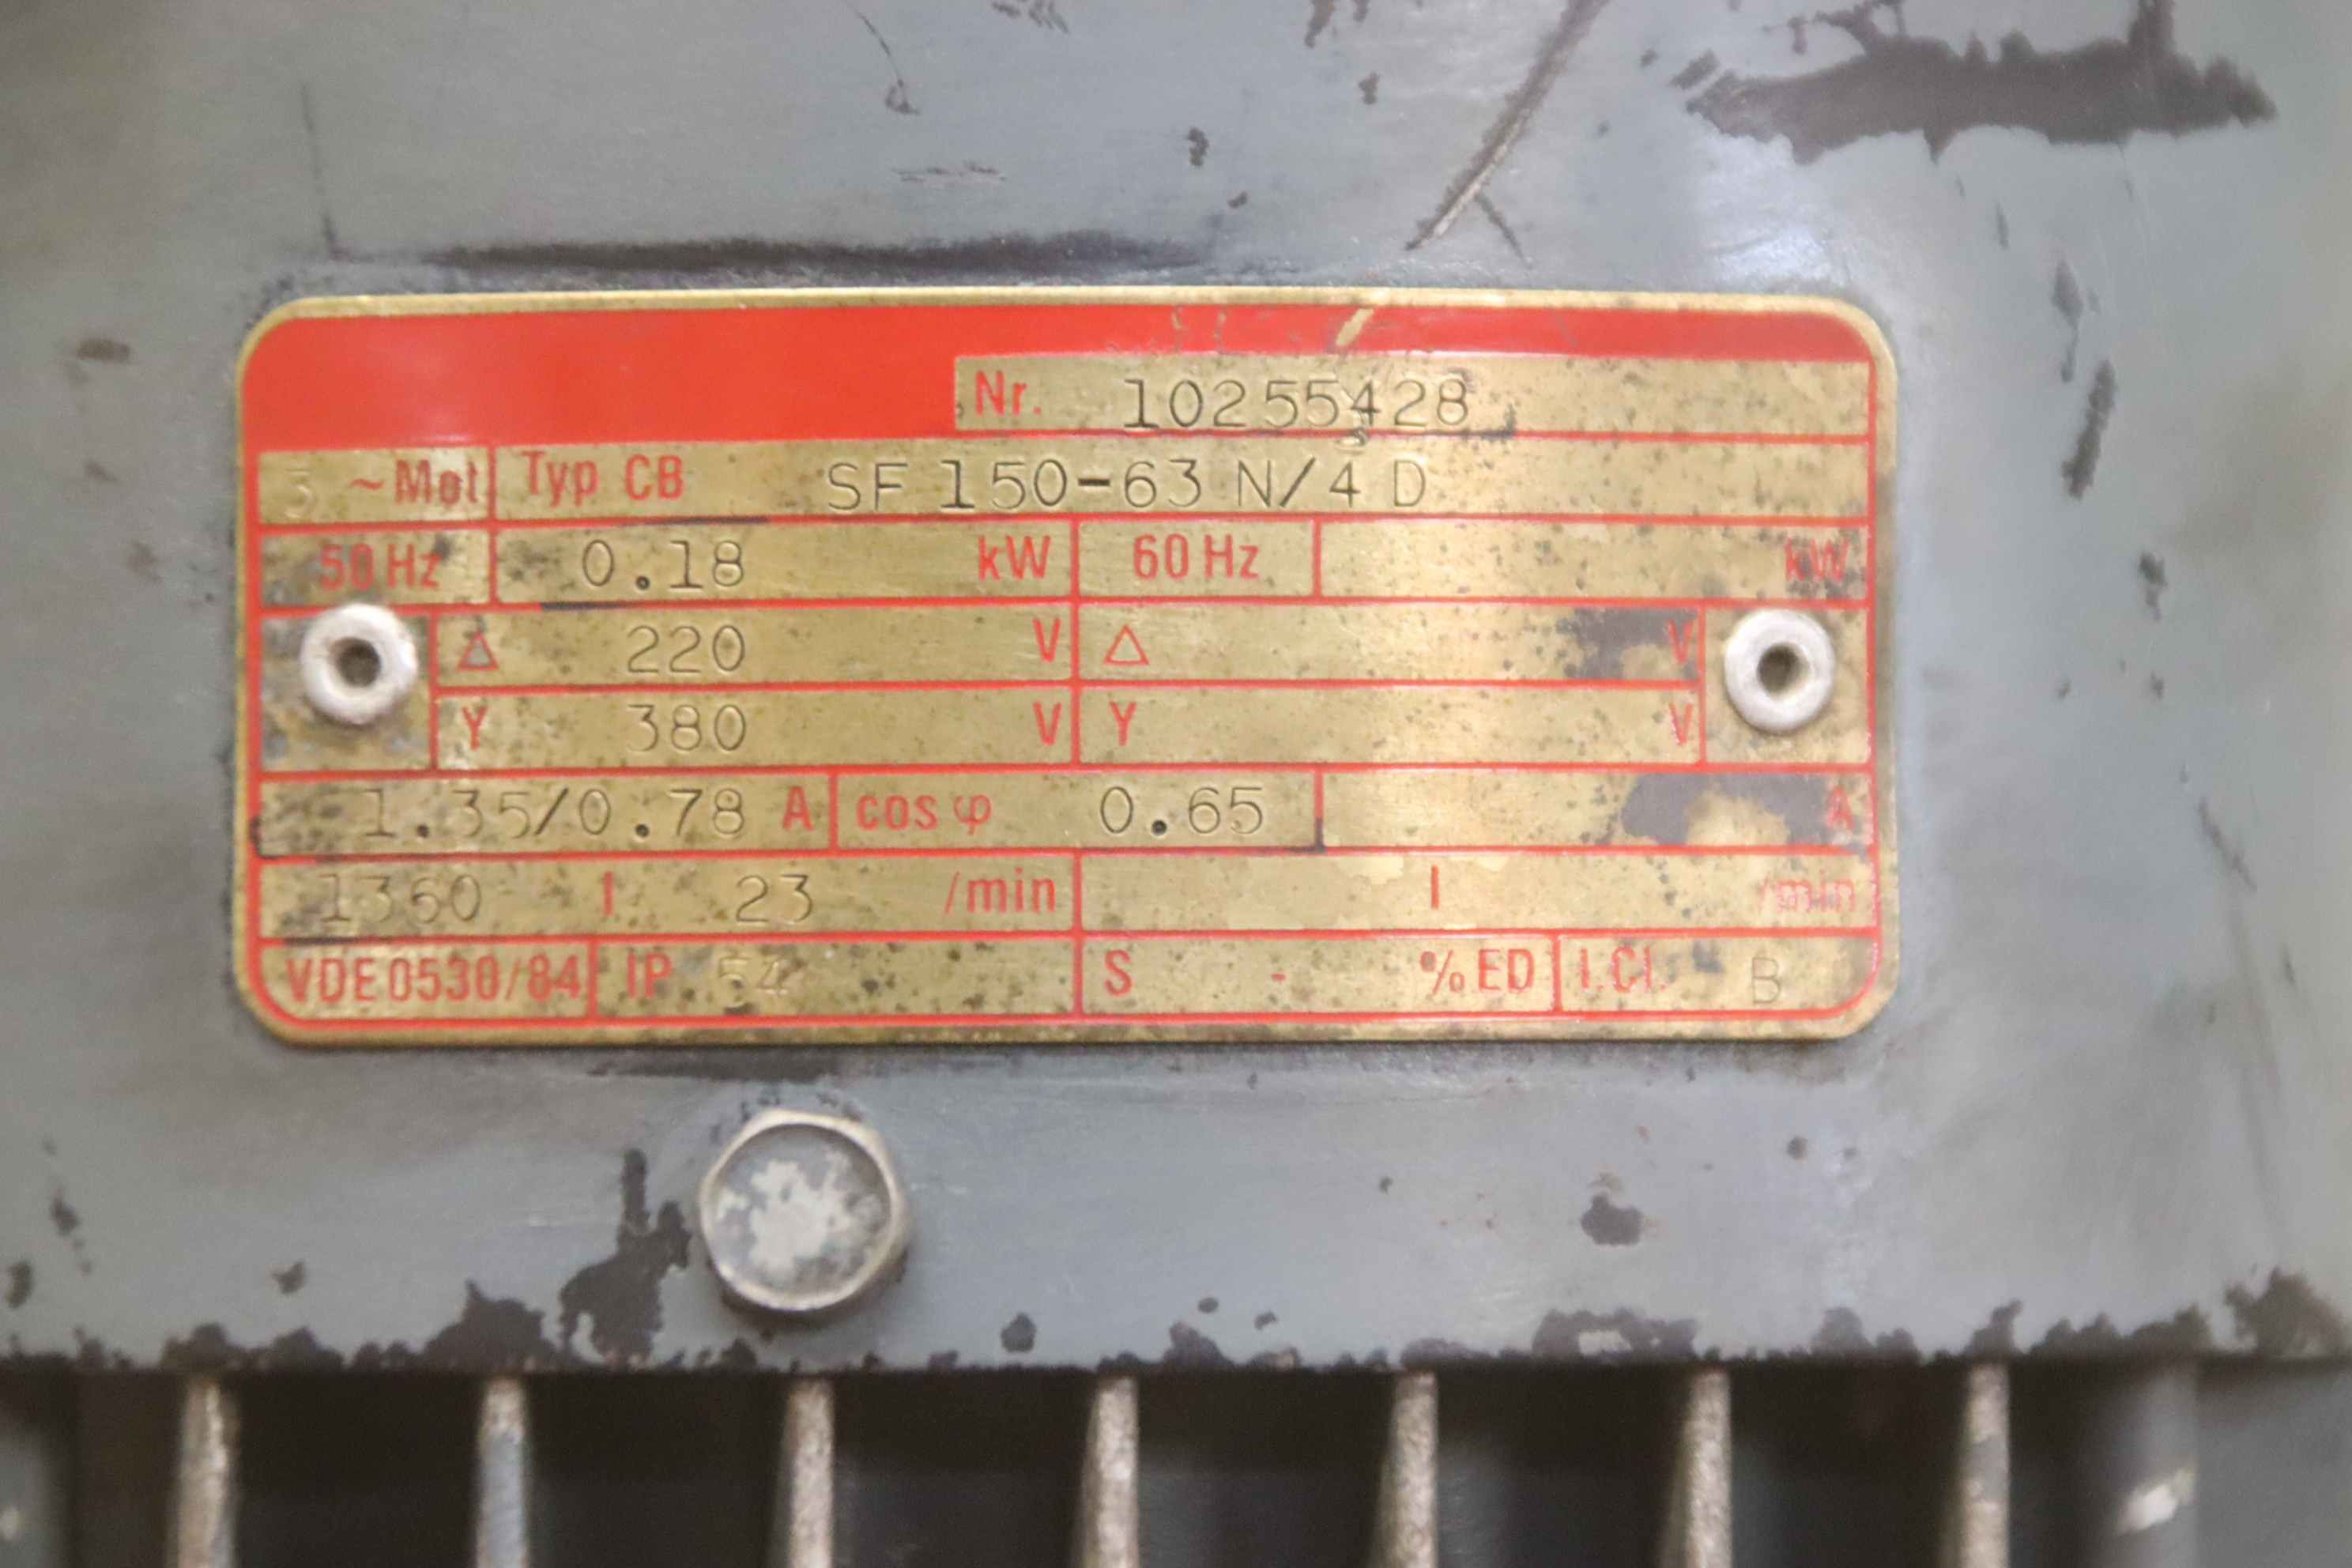 Nr. 10255428
3 ~Mot Typ CB SF 150-63 N/4 D
50 Hz 0.18 kW 60 Hz kW
Δ 220 V Δ V
Y 380 V Y V
1.35/0.78 A cos φ 0.65 A
1360 I 23 /min I /min
VDE 0530/84 IP 54 S - % ED I.Cl. B